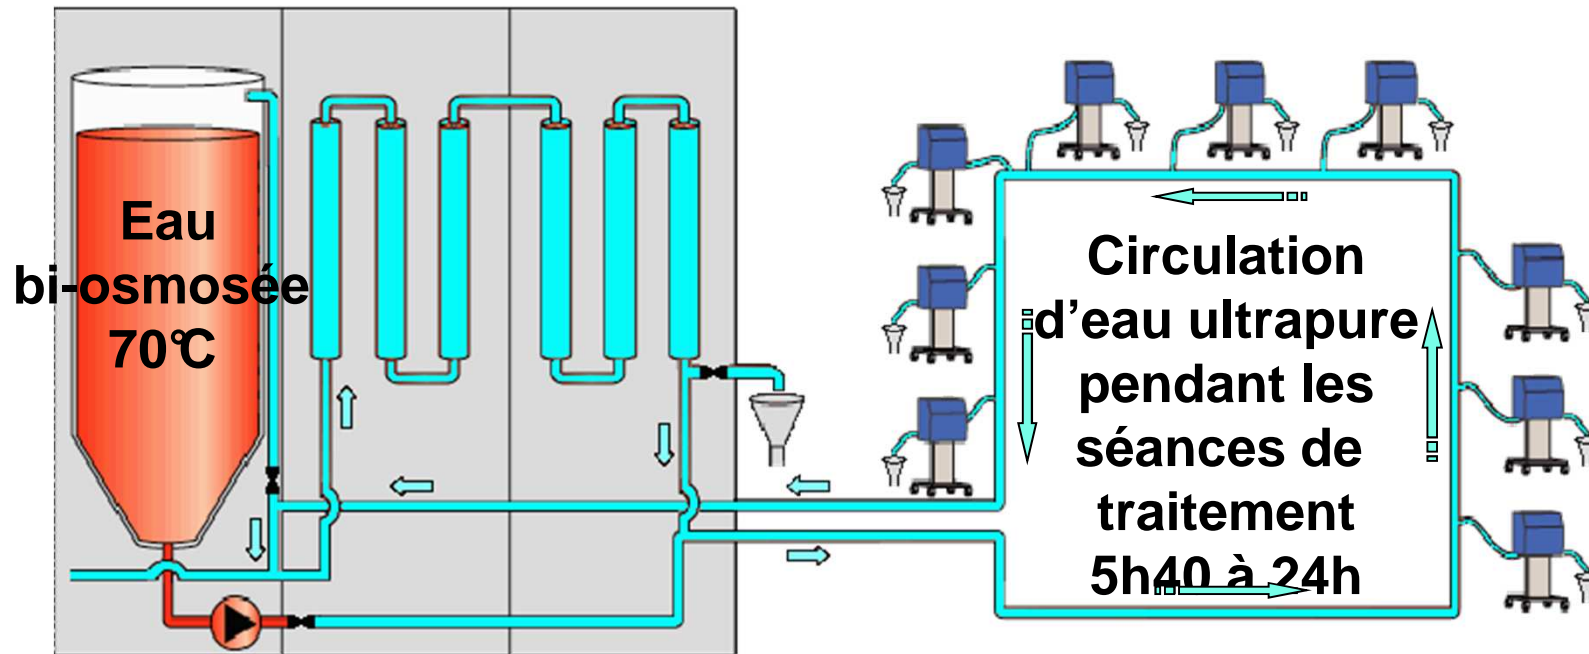 Eau
bi-osmosée
70°C
Circulation
d’eau ultrapure
pendant les
séances de
traitement
5h40 à 24h